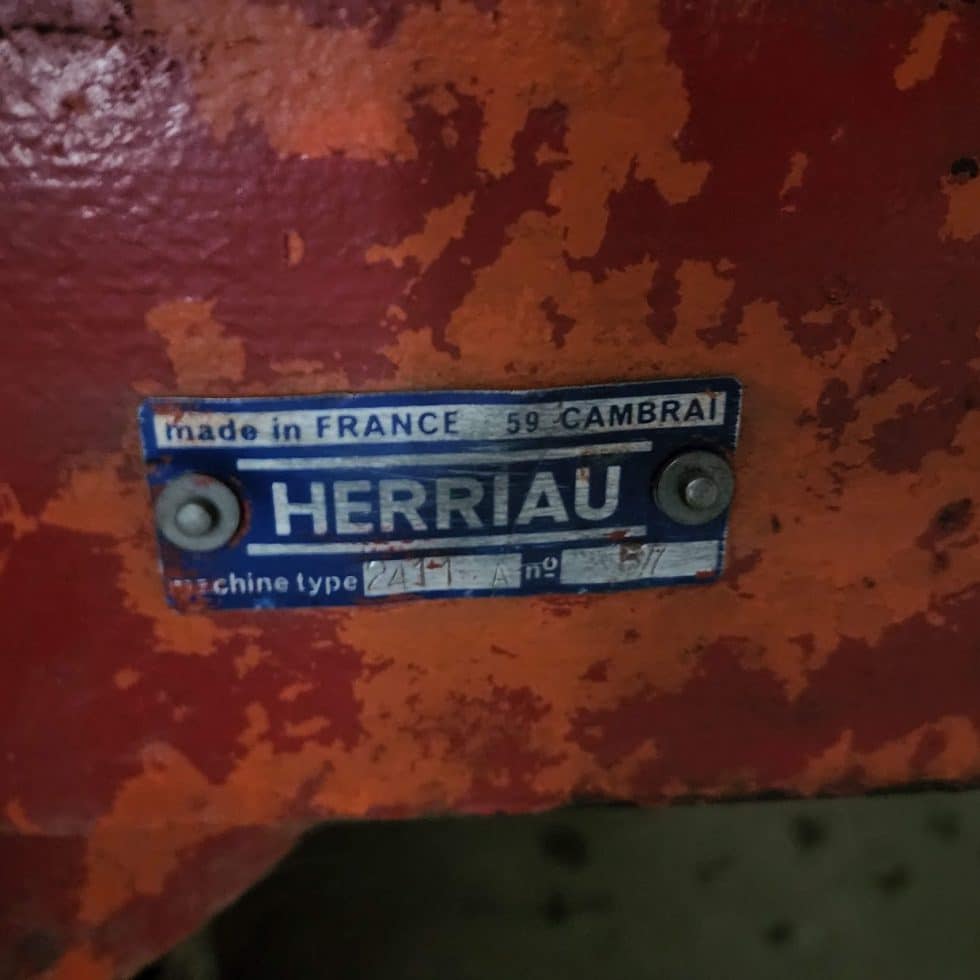 made in FRANCE 59 CAMBRAI
HERRIAU
machine type A nº